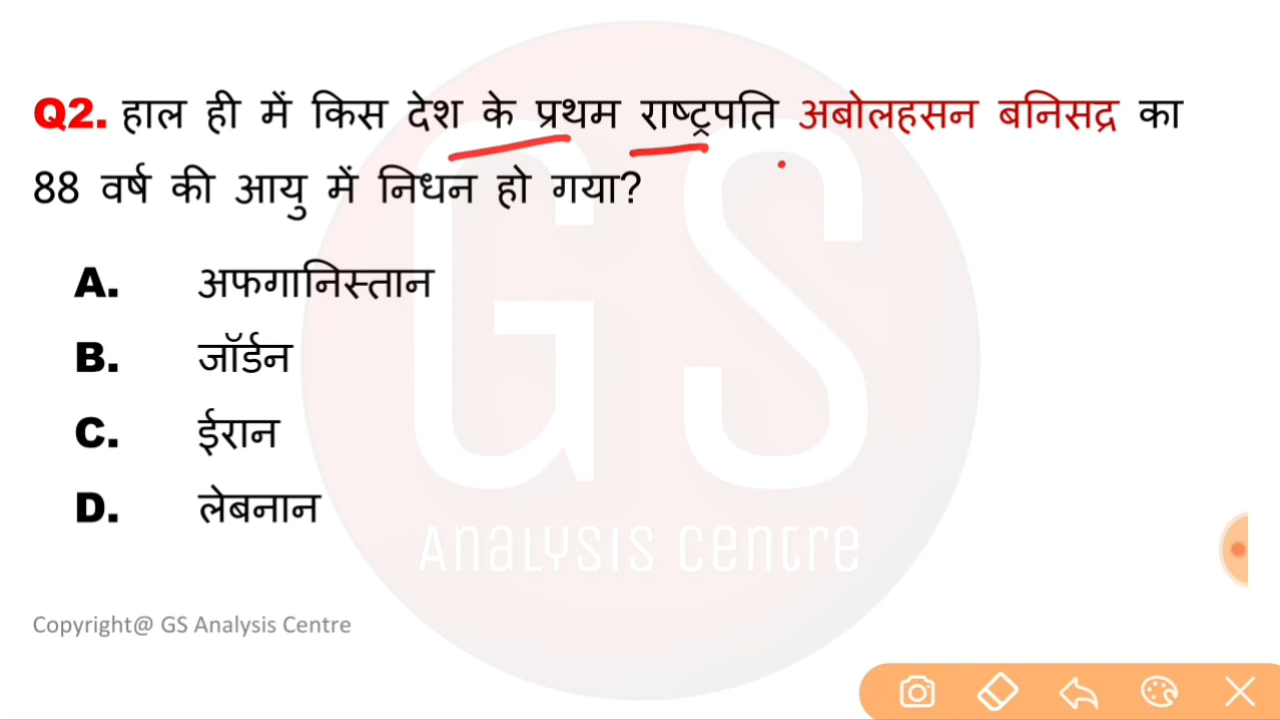 Q2. हाल ही में किस देश के प्रथम राष्ट्रपति अबोलहसन बनिसद्र का
88 वर्ष की आयु में निधन हो गया?
A. अफगानिस्तान
B. जॉर्डन
C. ईरान
D. लेबनान
GS
Analysis Centre
Copyright@ GS Analysis Centre